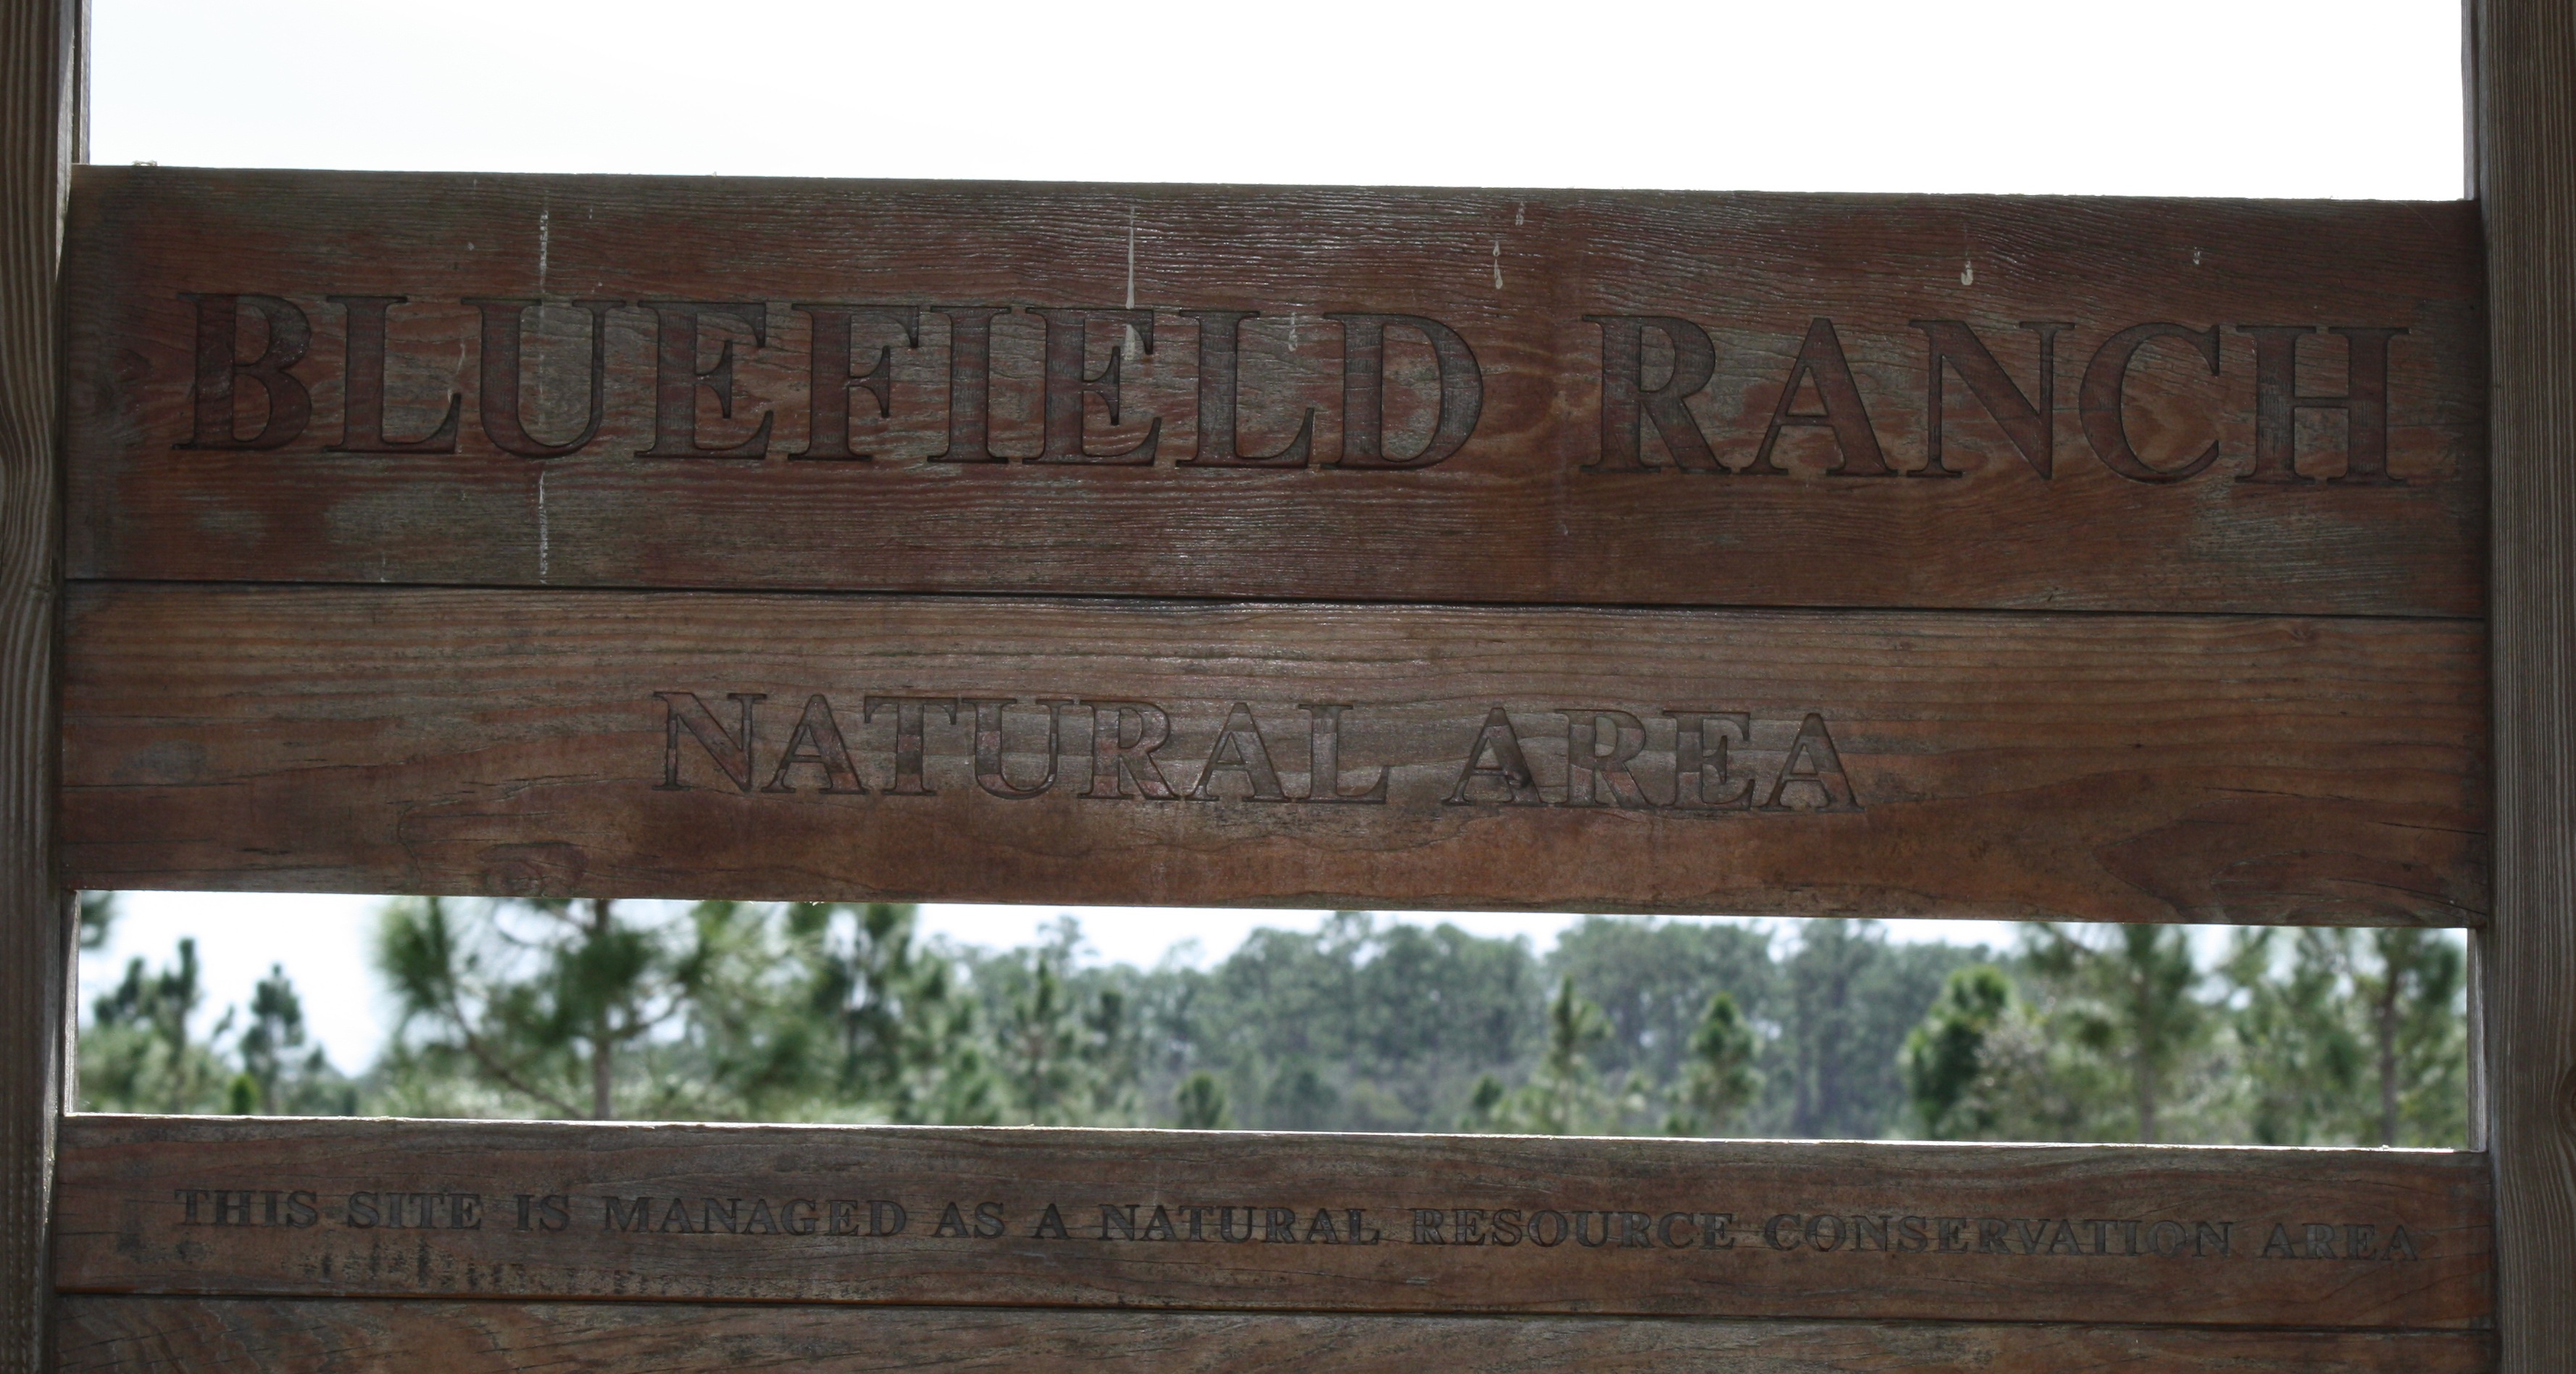 BLUEFIELD RANCH
NATURAL AREA
THIS SITE IS MANAGED AS A NATURAL RESOURCE CONSERVATION AREA